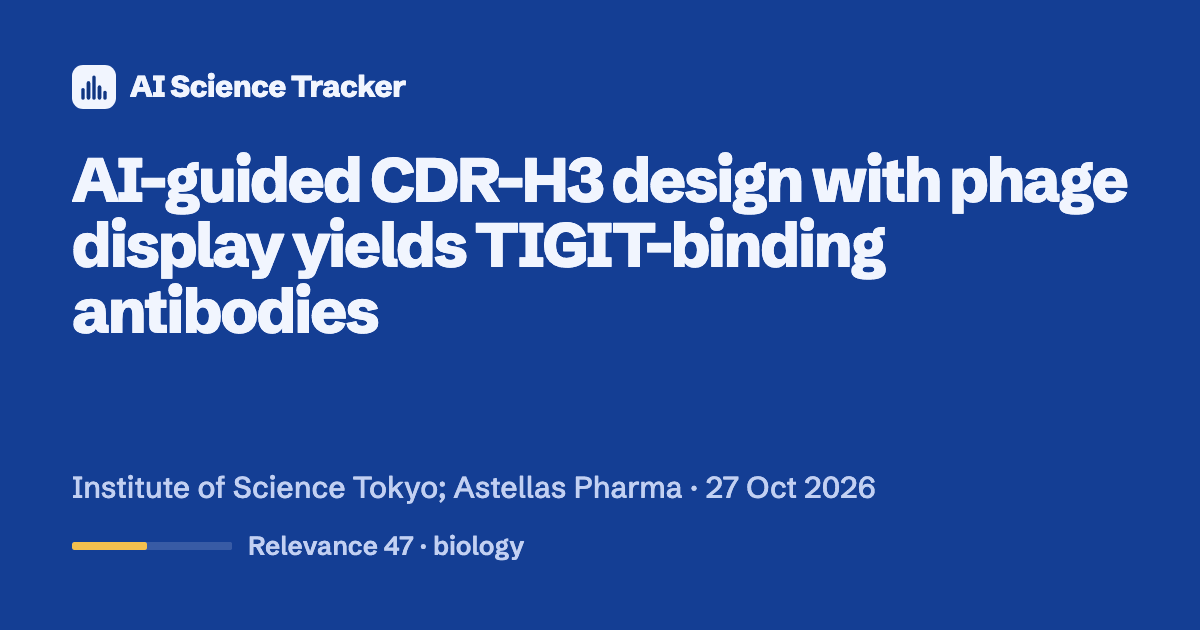 AI Science Tracker
AI-guided CDR-H3 design with phage
display yields TIGIT-binding
antibodies
Institute of Science Tokyo; Astellas Pharma · 27 Oct 2026
Relevance 47 · biology